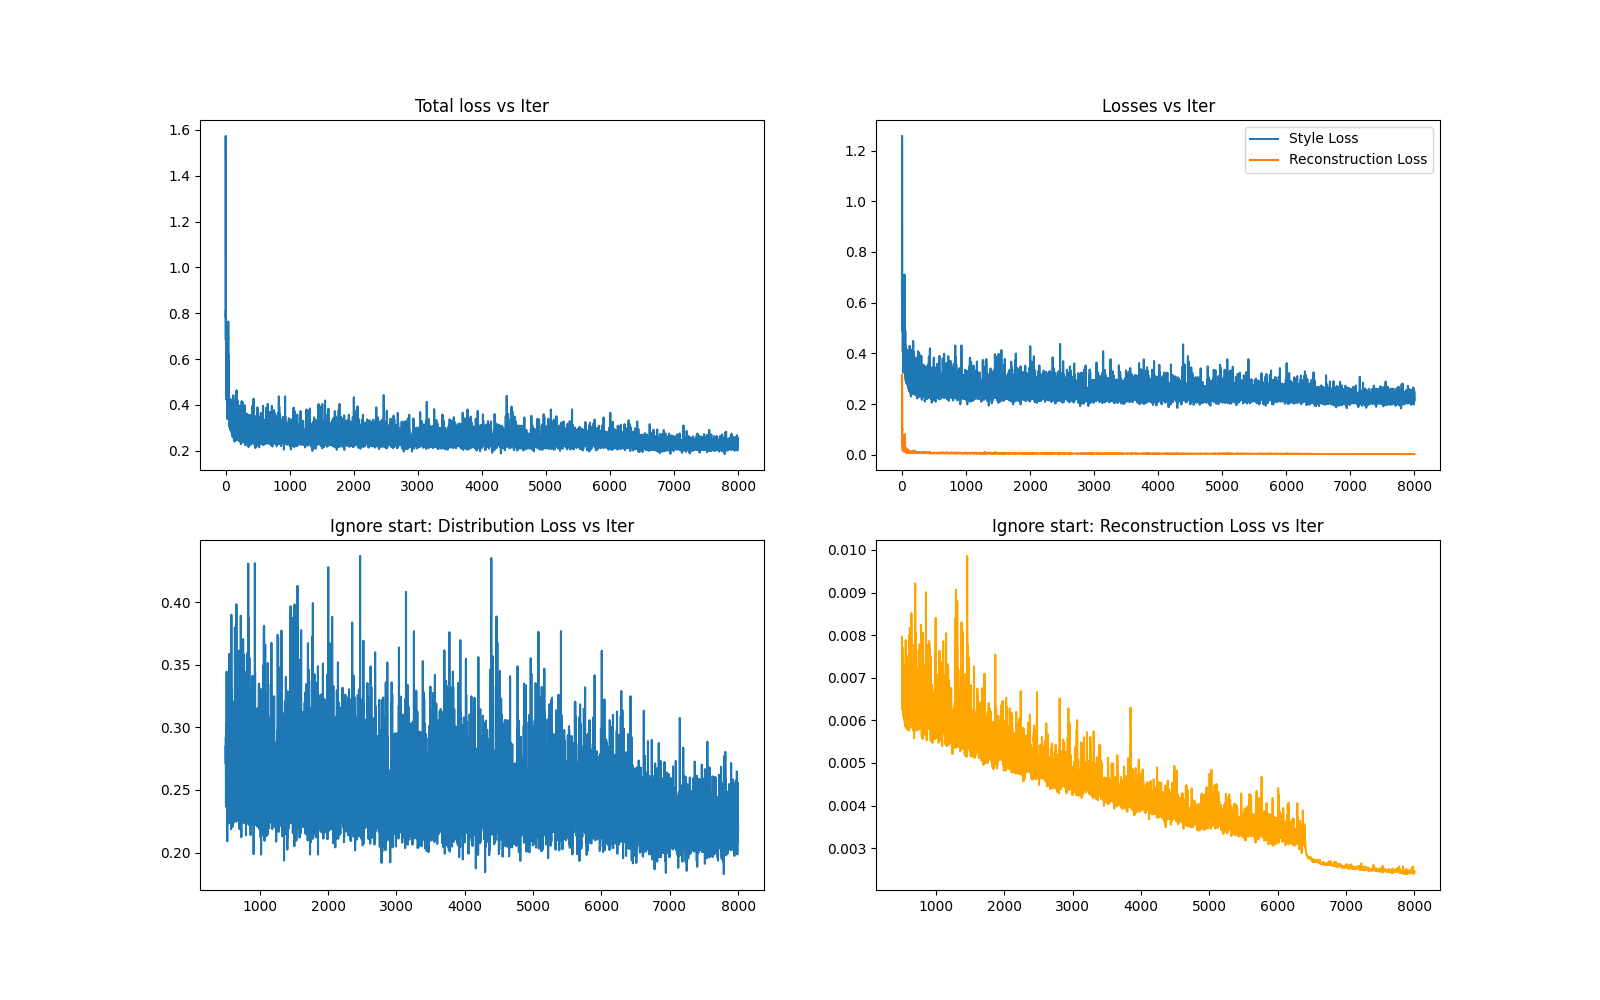 Total loss vs Iter
1.6
1.4
1.2
1.0
0.8
0.6
0.4
0.2
0 1000 2000 3000 4000 5000 6000 7000 8000
Losses vs Iter
Style Loss
Reconstruction Loss
1.2
1.0
0.8
0.6
0.4
0.2
0.0
0 1000 2000 3000 4000 5000 6000 7000 8000
Ignore start: Distribution Loss vs Iter
0.40
0.35
0.30
0.25
0.20
1000 2000 3000 4000 5000 6000 7000 8000
Ignore start: Reconstruction Loss vs Iter
0.010
0.009
0.008
0.007
0.006
0.005
0.004
0.003
1000 2000 3000 4000 5000 6000 7000 8000